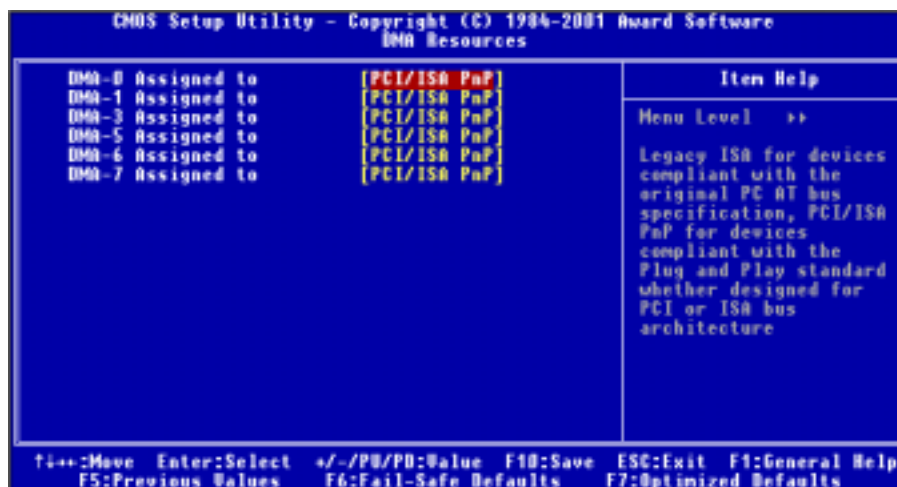 CMOS Setup Utility - Copyright (C) 1984-2001 Award Software
DMA Resources
DMA-0 Assigned to [PCI/ISA PnP]
DMA-1 Assigned to [PCI/ISA PnP]
DMA-3 Assigned to [PCI/ISA PnP]
DMA-5 Assigned to [PCI/ISA PnP]
DMA-6 Assigned to [PCI/ISA PnP]
DMA-7 Assigned to [PCI/ISA PnP]
Item Help
Menu Level ▸▸
Legacy ISA for devices
compliant with the
original PC AT bus
specification, PCI/ISA
PnP for devices
compliant with the
Plug and Play standard
whether designed for
PCI or ISA bus
architecture
↑↓→←:Move Enter:Select +/-/PU/PD:Value F10:Save ESC:Exit F1:General Help
F5:Previous Values F6:Fail-Safe Defaults F7:Optimized Defaults